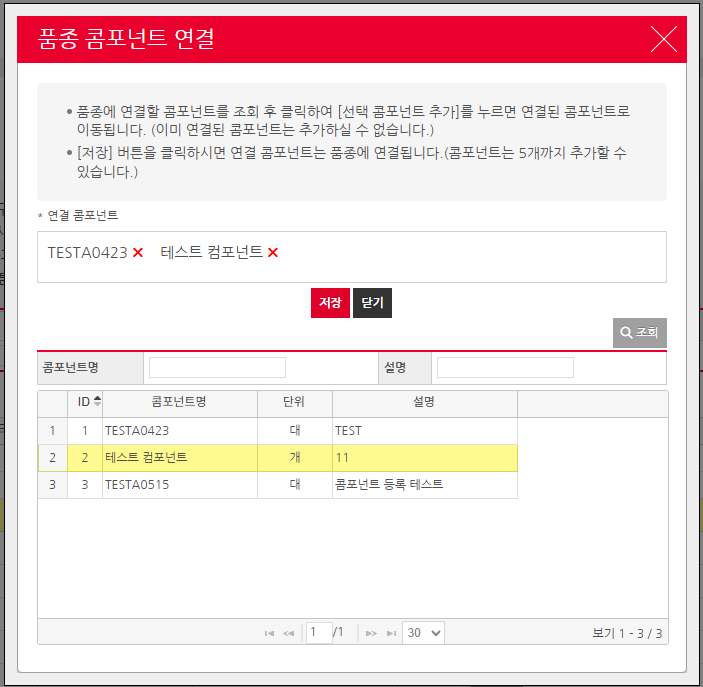 품종 콤포넌트 연결
• 품종에 연결할 콤포넌트를 조회 후 클릭하여 [선택 콤포넌트 추가]를 누르면 연결된 콤포넌트로
이동됩니다. (이미 연결된 콤포넌트는 추가하실 수 없습니다.)
• [저장] 버튼을 클릭하시면 연결 콤포넌트는 품종에 연결됩니다.(콤포넌트는 5개까지 추가할 수
있습니다.)
* 연결 콤포넌트
TESTA0423 테스트 컴포넌트
저장 닫기
조회
콤포넌트명 설명
ID 콤포넌트명 단위 설명
1 1 TESTA0423 대 TEST
2 2 테스트 컴포넌트 개 11
3 3 TESTA0515 대 콤포넌트 등록 테스트
1 /1 30 보기 1 - 3 / 3